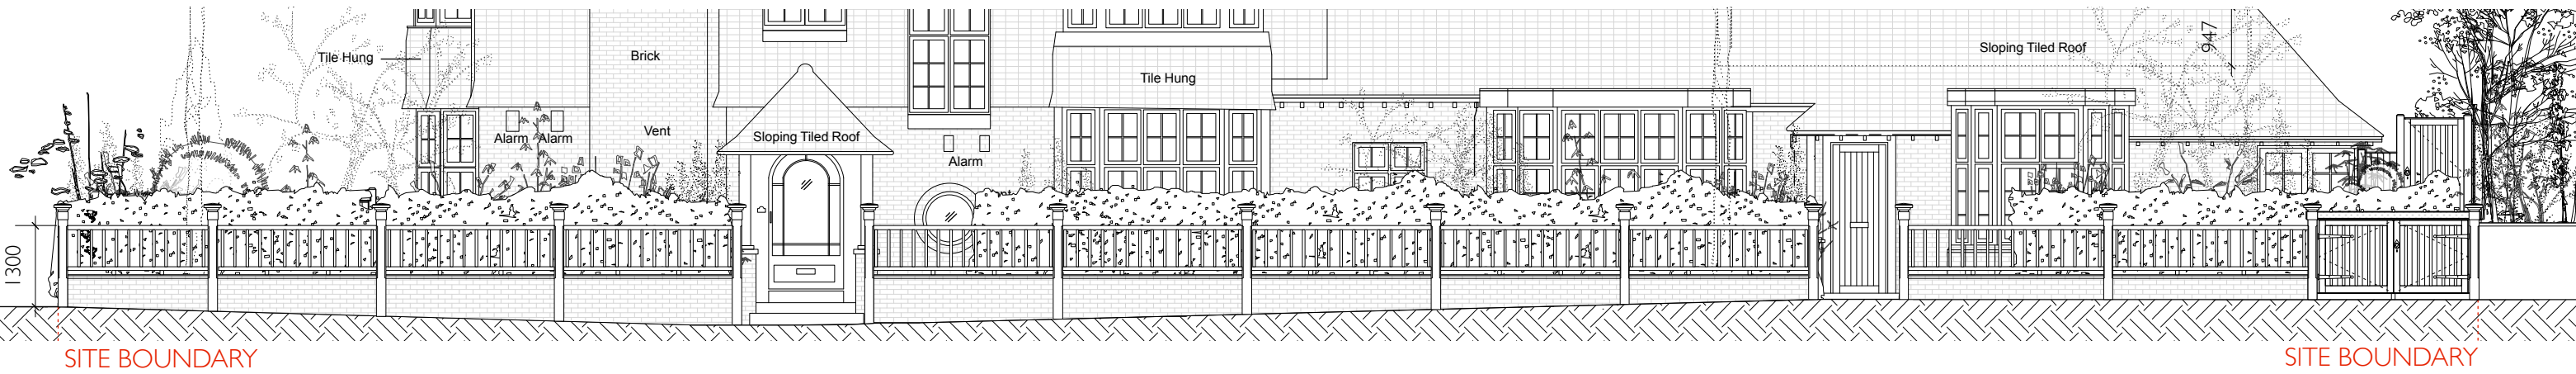 Tile Hung
Brick
Tile Hung
Sloping Tiled Roof
947
Alarm
Alarm
Vent
Sloping Tiled Roof
Alarm
1300
SITE BOUNDARY
SITE BOUNDARY